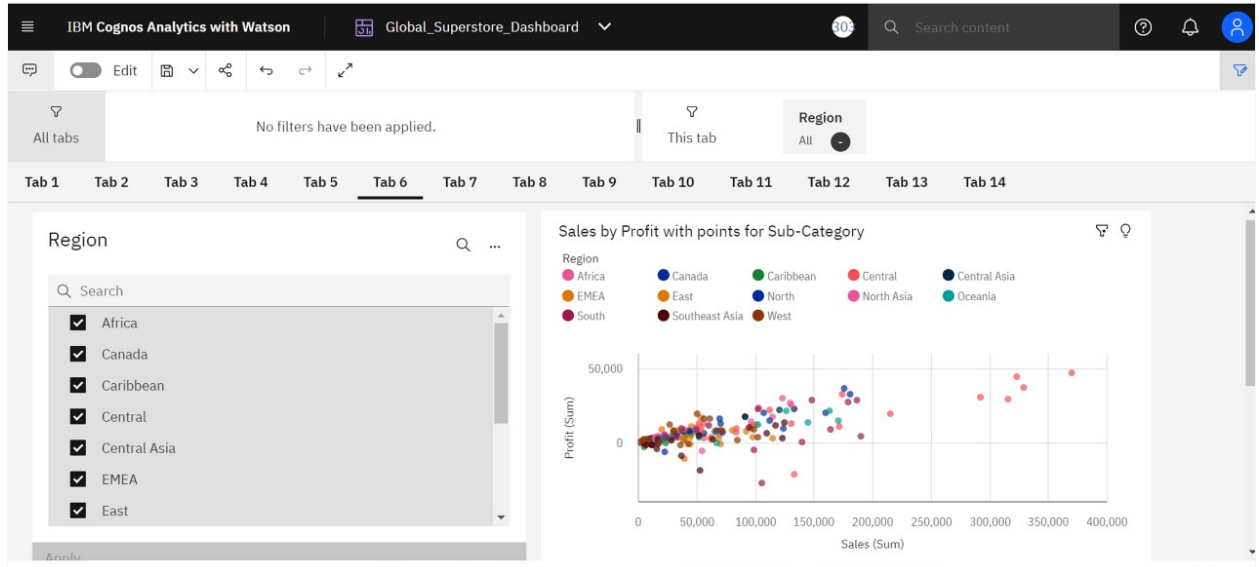 IBM Cognos Analytics with Watson
Global_Superstore_Dashboard
303
Search content
Edit
All tabs
No filters have been applied.
This tab
Region
All
Tab 1 Tab 2 Tab 3 Tab 4 Tab 5 Tab 6 Tab 7 Tab 8 Tab 9 Tab 10 Tab 11 Tab 12 Tab 13 Tab 14
Region
Search
Africa
Canada
Caribbean
Central
Central Asia
EMEA
East
Apply
Sales by Profit with points for Sub-Category
Region
Africa Canada Caribbean Central Central Asia
EMEA East North North Asia Oceania
South Southeast Asia West
Profit (Sum)
50,000
0
0 50,000 100,000 150,000 200,000 250,000 300,000 350,000 400,000
Sales (Sum)